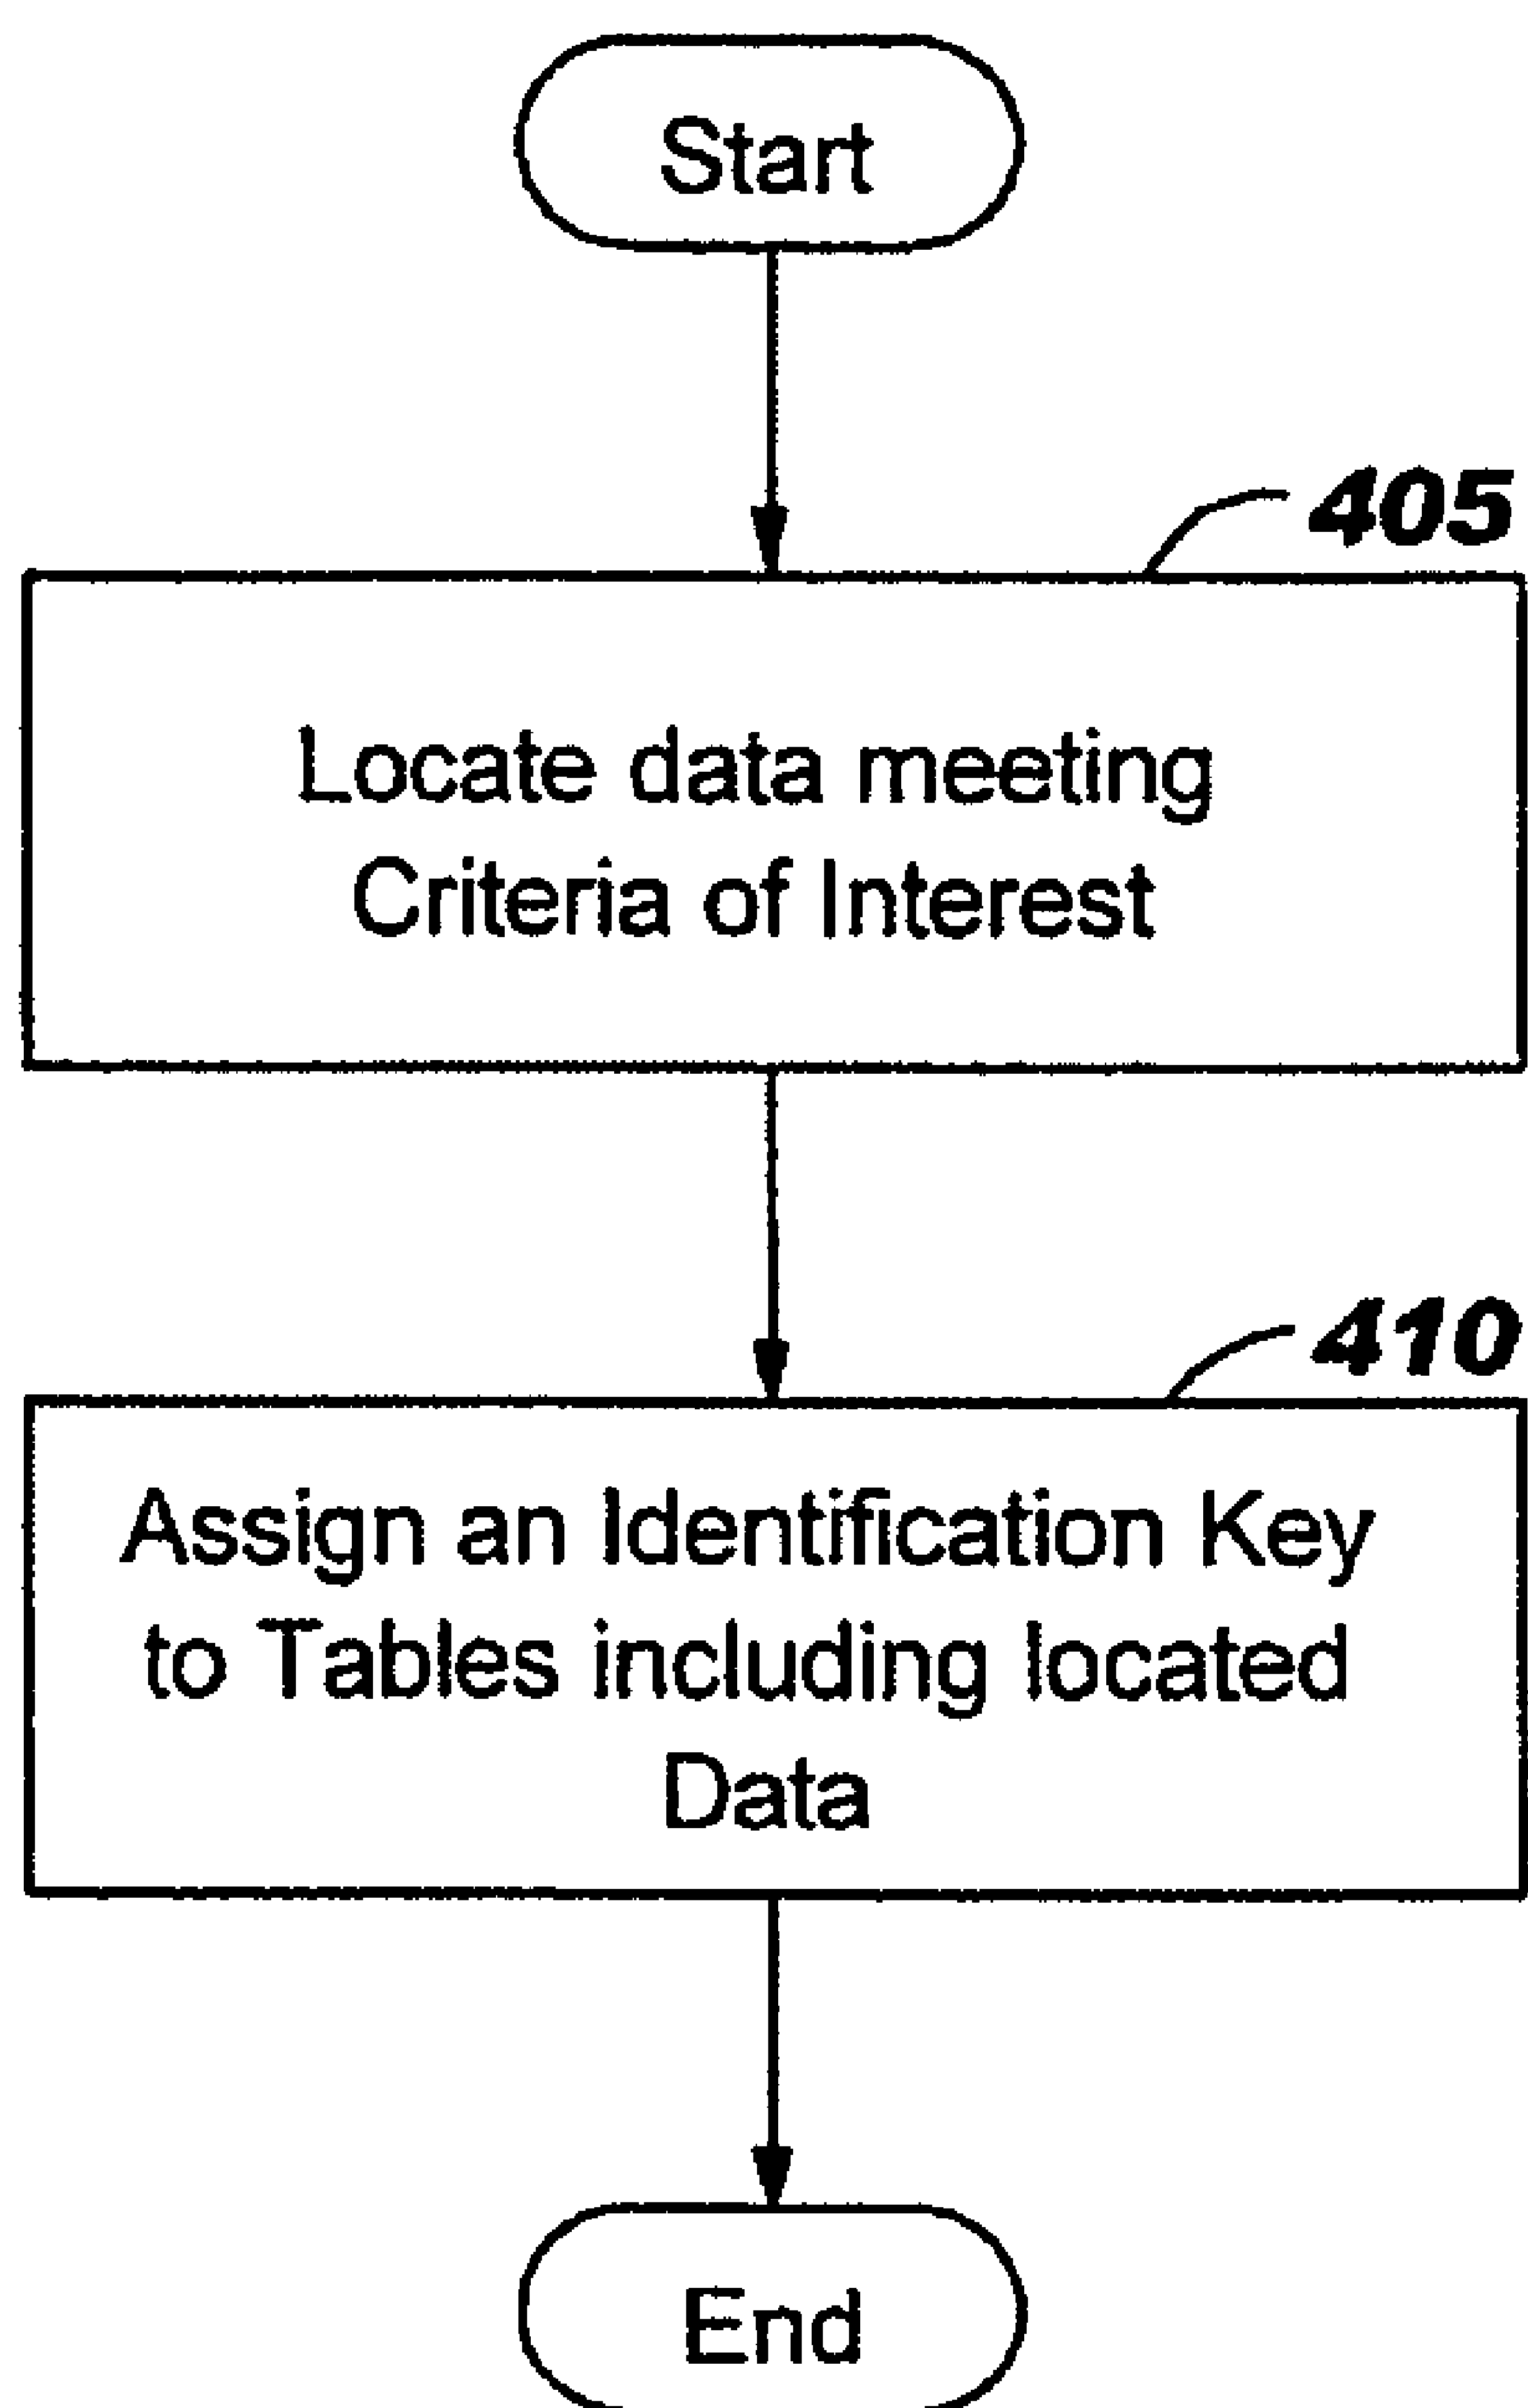 Start
405
Locate data meeting
Criteria of Interest
410
Assign an Identification Key
to Tables including located
Data
End